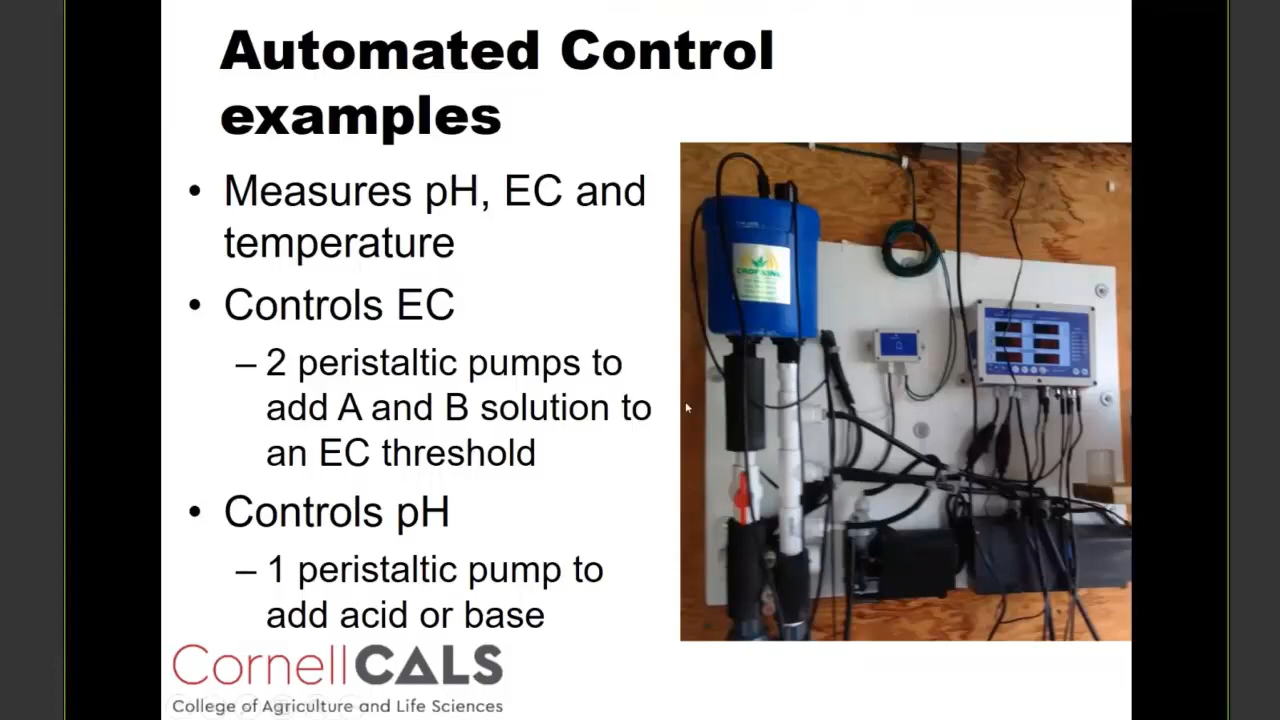 Automated Control
examples
• Measures pH, EC and
temperature
• Controls EC
– 2 peristaltic pumps to
add A and B solution to
an EC threshold
• Controls pH
– 1 peristaltic pump to
add acid or base
CROP KING
CornellCALS
College of Agriculture and Life Sciences